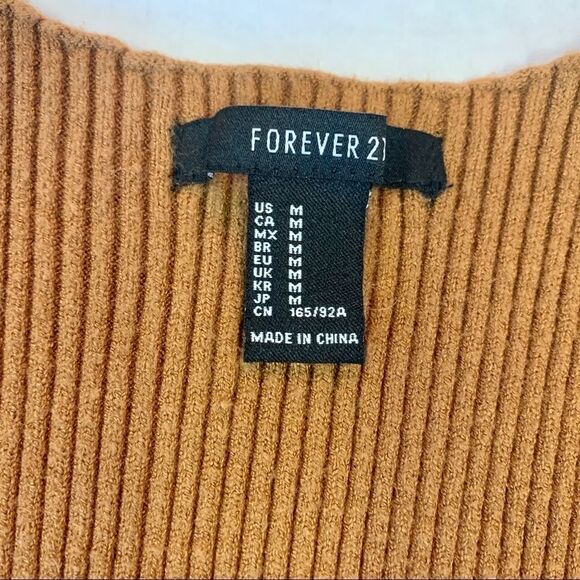 FOREVER 21
US M
CA M
MX M
BR M
EU M
UK M
KR M
JP M
CN 165/92A
MADE IN CHINA